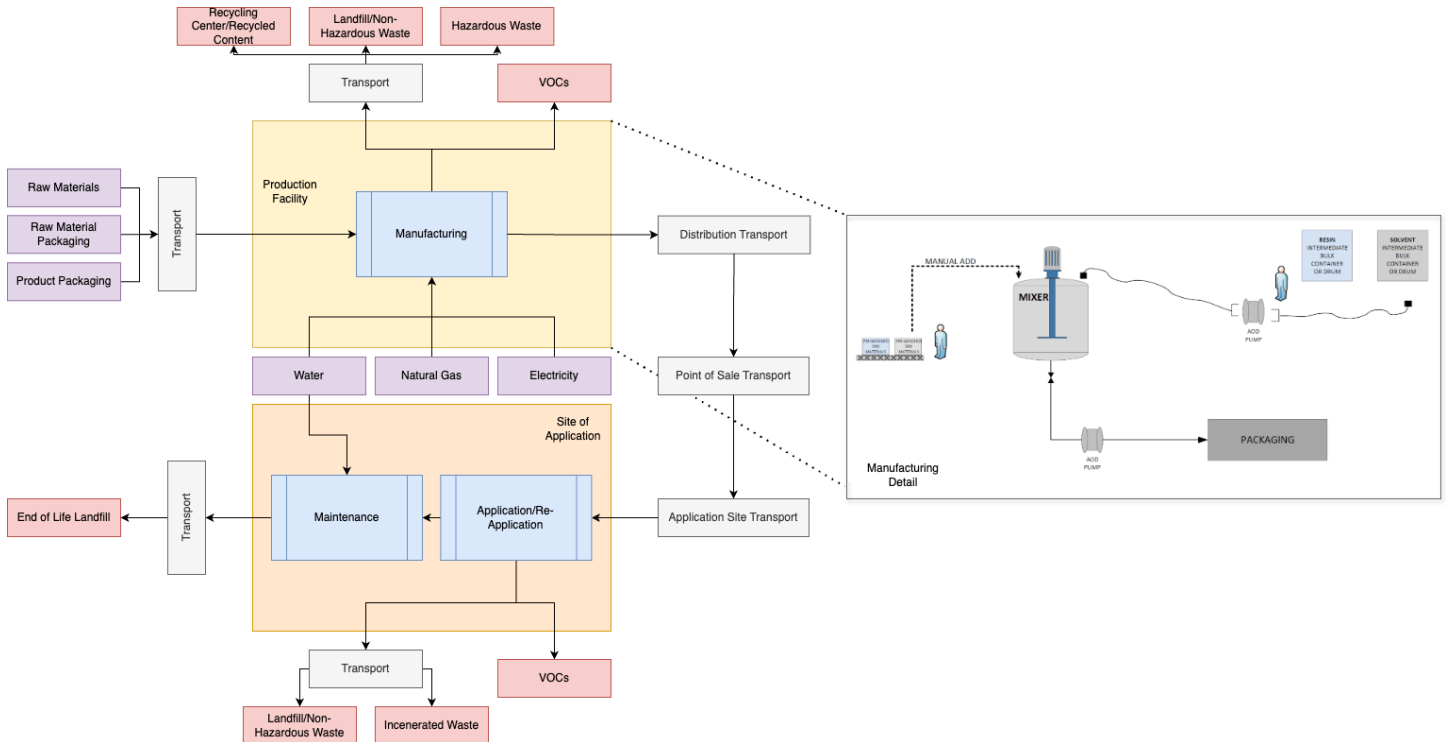 Recycling
Center/Recycled
Content
Landfill/Non-
Hazardous Waste
Hazardous Waste
Transport
VOCs
Raw Materials
Raw Material
Packaging
Product Packaging
Transport
Production
Facility
Manufacturing
Distribution Transport
Water
Natural Gas
Electricity
Point of Sale Transport
Site of
Application
End of Life Landfill
Transport
Maintenance
Application/Re-
Application
Application Site Transport
Transport
VOCs
Landfill/Non-
Hazardous Waste
Incenerated Waste
MANUAL ADD
MIXER
RESIN
INTERMEDIATE
BULK
CONTAINER
OR DRUM
SOLVENT
INTERMEDIATE
BULK
CONTAINER
OR DRUM
AOD
PUMP
AOD
PUMP
PACKAGING
Manufacturing
Detail